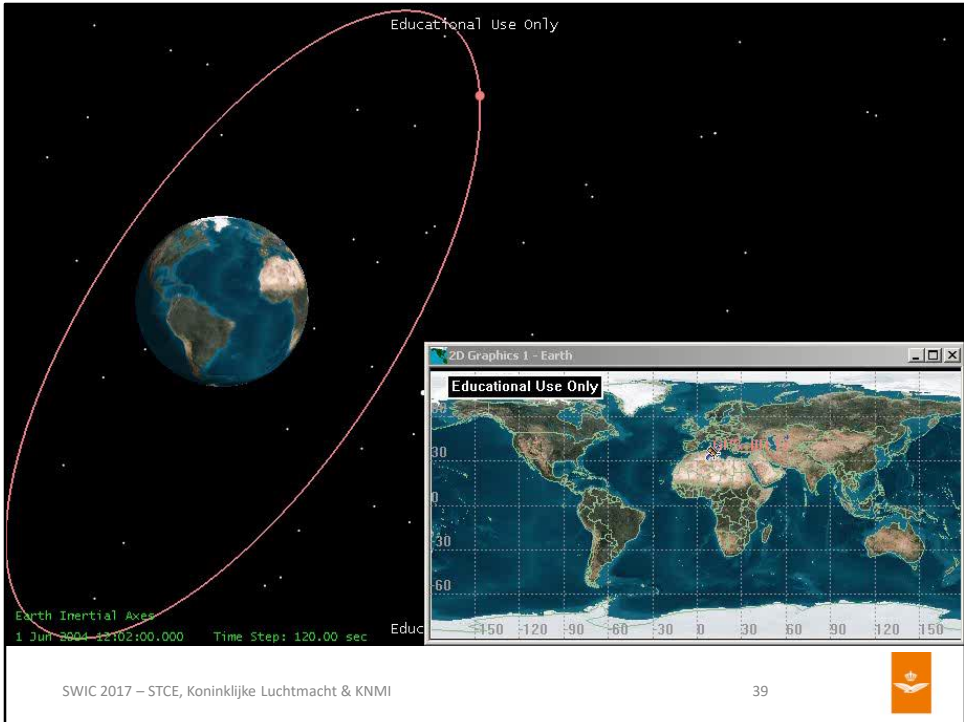 Educational Use Only
2D Graphics 1 - Earth
Educational Use Only
30
0
-30
-60
-150 -120 -90 -60 -30 0 30 60 90 120 150
Earth Inertial Axes
1 Jun 2004 12:02:00.000 Time Step: 120.00 sec
Educ
SWIC 2017 – STCE, Koninklijke Luchtmacht & KNMI
39